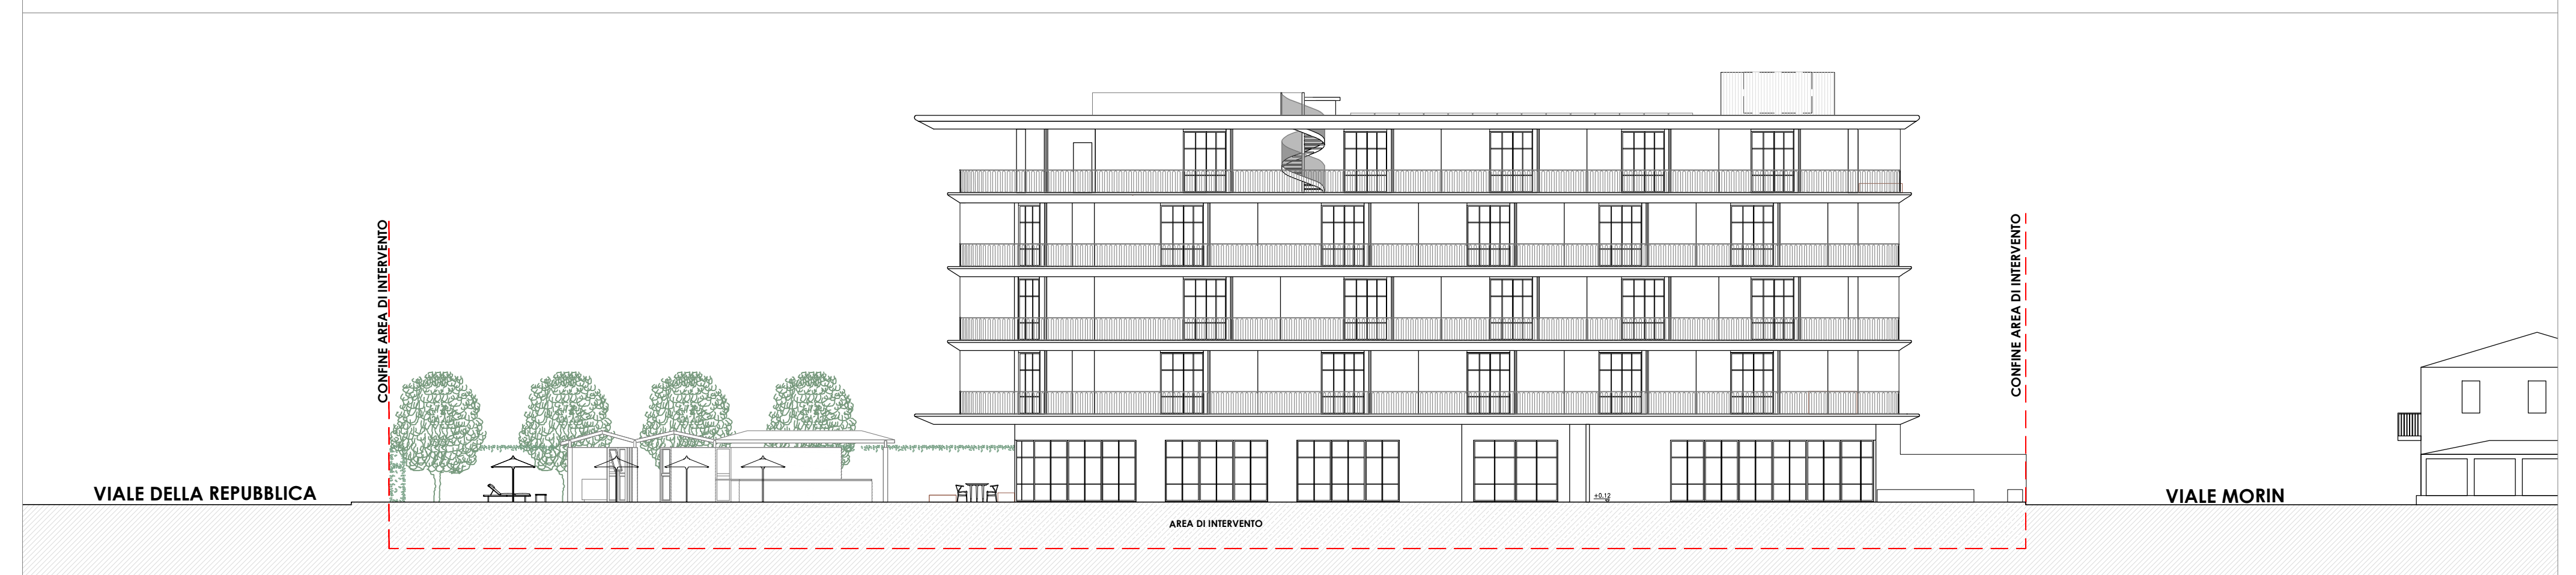 CONFINE AREA DI INTERVENTO
CONFINE AREA DI INTERVENTO
VIALE DELLA REPUBBLICA
±0.12
VIALE MORIN
AREA DI INTERVENTO